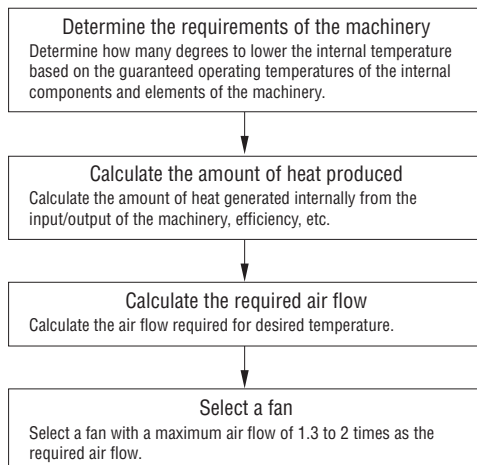 Determine the requirements of the machinery
Determine how many degrees to lower the internal temperature
based on the guaranteed operating temperatures of the internal
components and elements of the machinery.
Calculate the amount of heat produced
Calculate the amount of heat generated internally from the
input/output of the machinery, efficiency, etc.
Calculate the required air flow
Calculate the air flow required for desired temperature.
Select a fan
Select a fan with a maximum air flow of 1.3 to 2 times as the
required air flow.